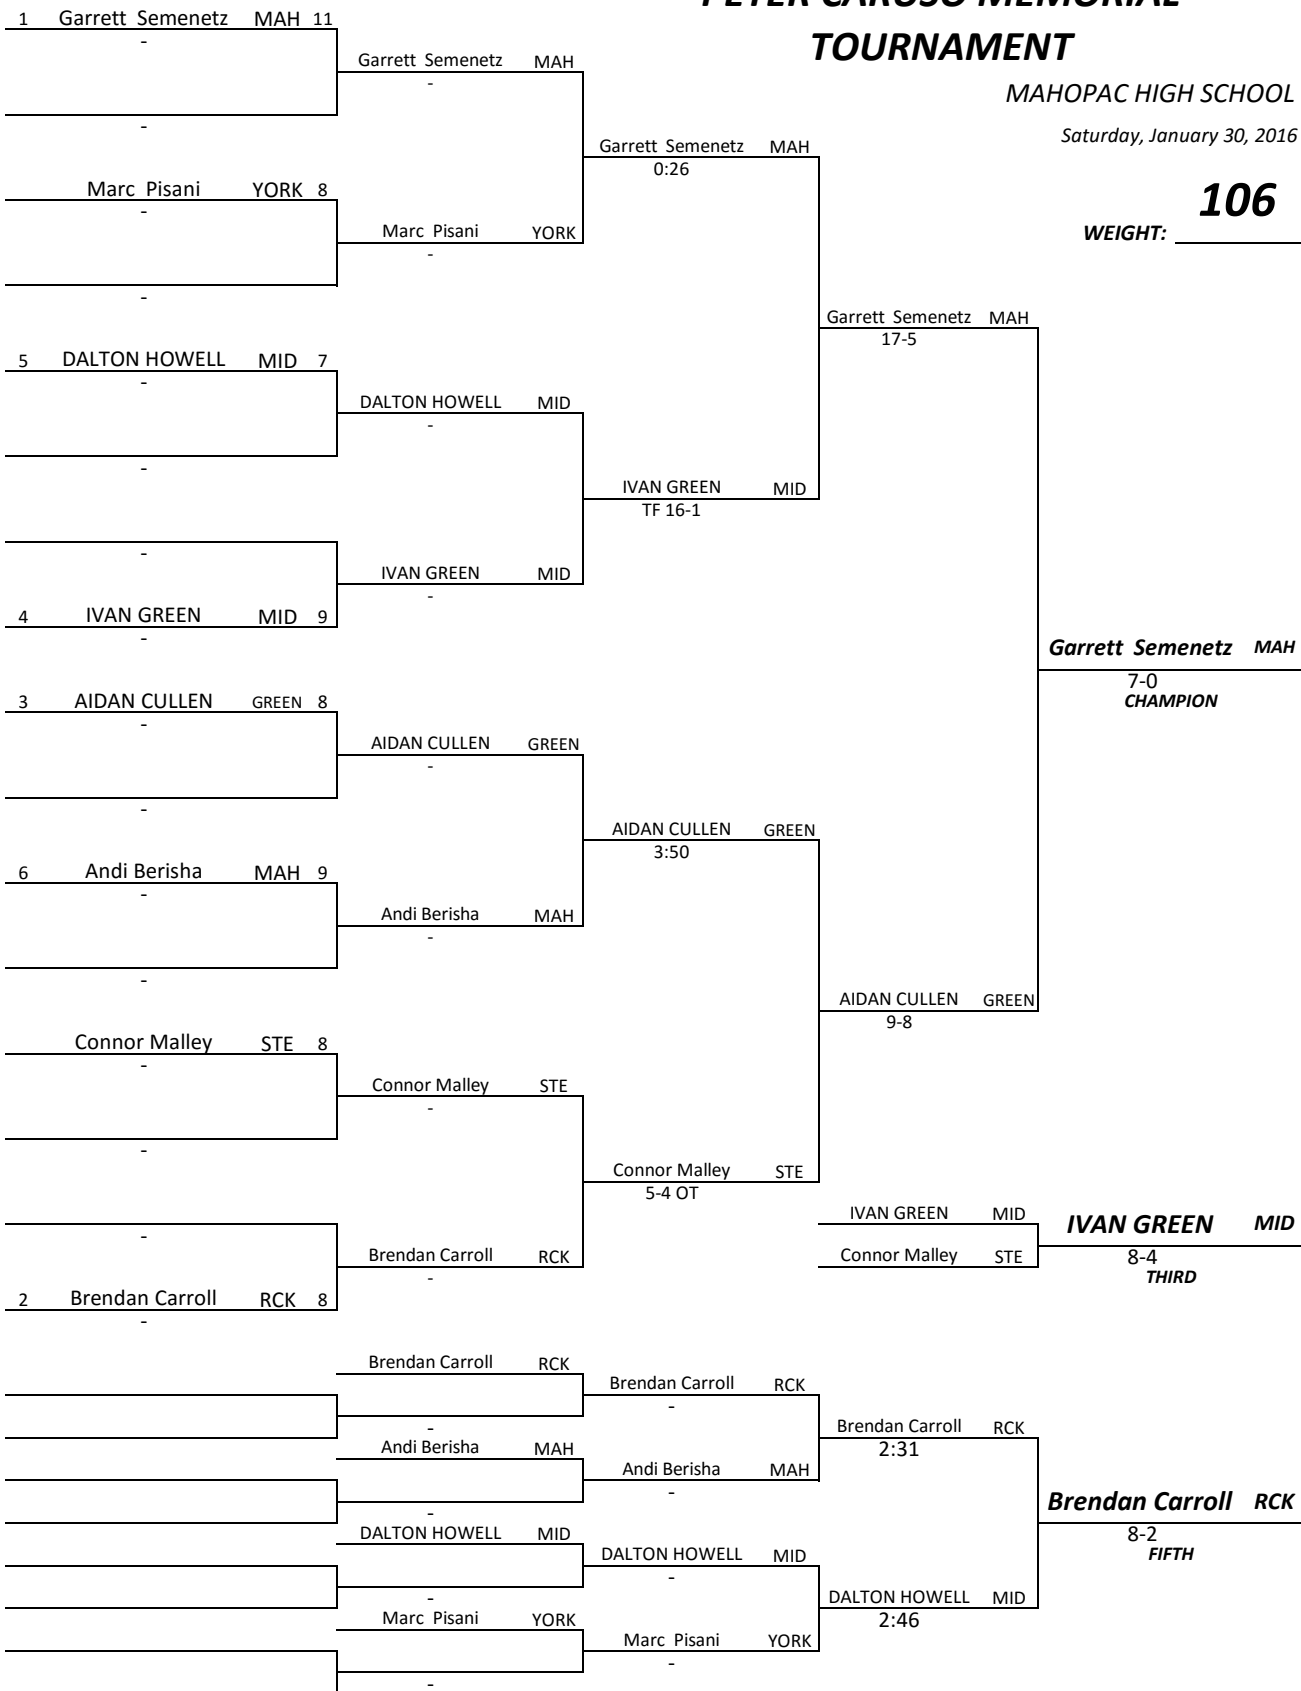 PETER CARUSO MEMORIAL
TOURNAMENT
MAHOPAC HIGH SCHOOL
Saturday, January 30, 2016
106
WEIGHT:
1 Garrett Semenetz MAH 11
-
Garrett Semenetz MAH
-
-
Garrett Semenetz MAH
0:26
Marc Pisani YORK 8
-
Marc Pisani YORK
-
-
Garrett Semenetz MAH
17-5
5 DALTON HOWELL MID 7
-
DALTON HOWELL MID
-
-
IVAN GREEN MID
TF 16-1
-
IVAN GREEN MID
-
4 IVAN GREEN MID 9
-
Garrett Semenetz MAH
7-0
CHAMPION
3 AIDAN CULLEN GREEN 8
-
AIDAN CULLEN GREEN
-
-
AIDAN CULLEN GREEN
3:50
6 Andi Berisha MAH 9
-
Andi Berisha MAH
-
-
AIDAN CULLEN GREEN
9-8
Connor Malley STE 8
-
Connor Malley STE
-
-
Connor Malley STE
5-4 OT
-
Brendan Carroll RCK
-
2 Brendan Carroll RCK 8
-
IVAN GREEN MID
Connor Malley STE
IVAN GREEN MID
8-4
THIRD
Brendan Carroll RCK
-
Brendan Carroll RCK
-
Andi Berisha MAH
-
Andi Berisha MAH
-
Brendan Carroll RCK
2:31
DALTON HOWELL MID
-
DALTON HOWELL MID
-
Marc Pisani YORK
-
Marc Pisani YORK
-
DALTON HOWELL MID
2:46
Brendan Carroll RCK
8-2
FIFTH